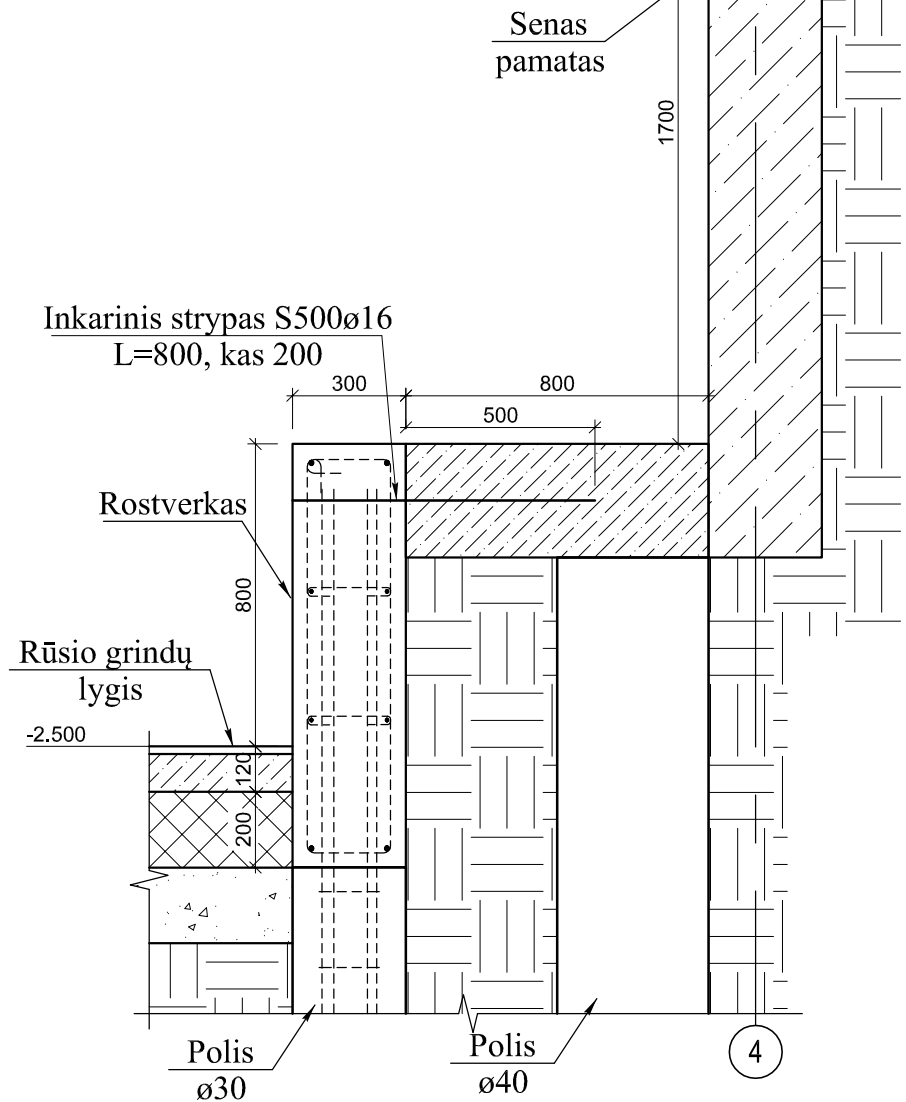 Senas
pamatas
1700
Inkarinis strypas S500ø16
L=800, kas 200
300
800
500
Rostverkas
800
Rūsio grindų
lygis
-2.500
120
200
Polis
ø30
Polis
ø40
4